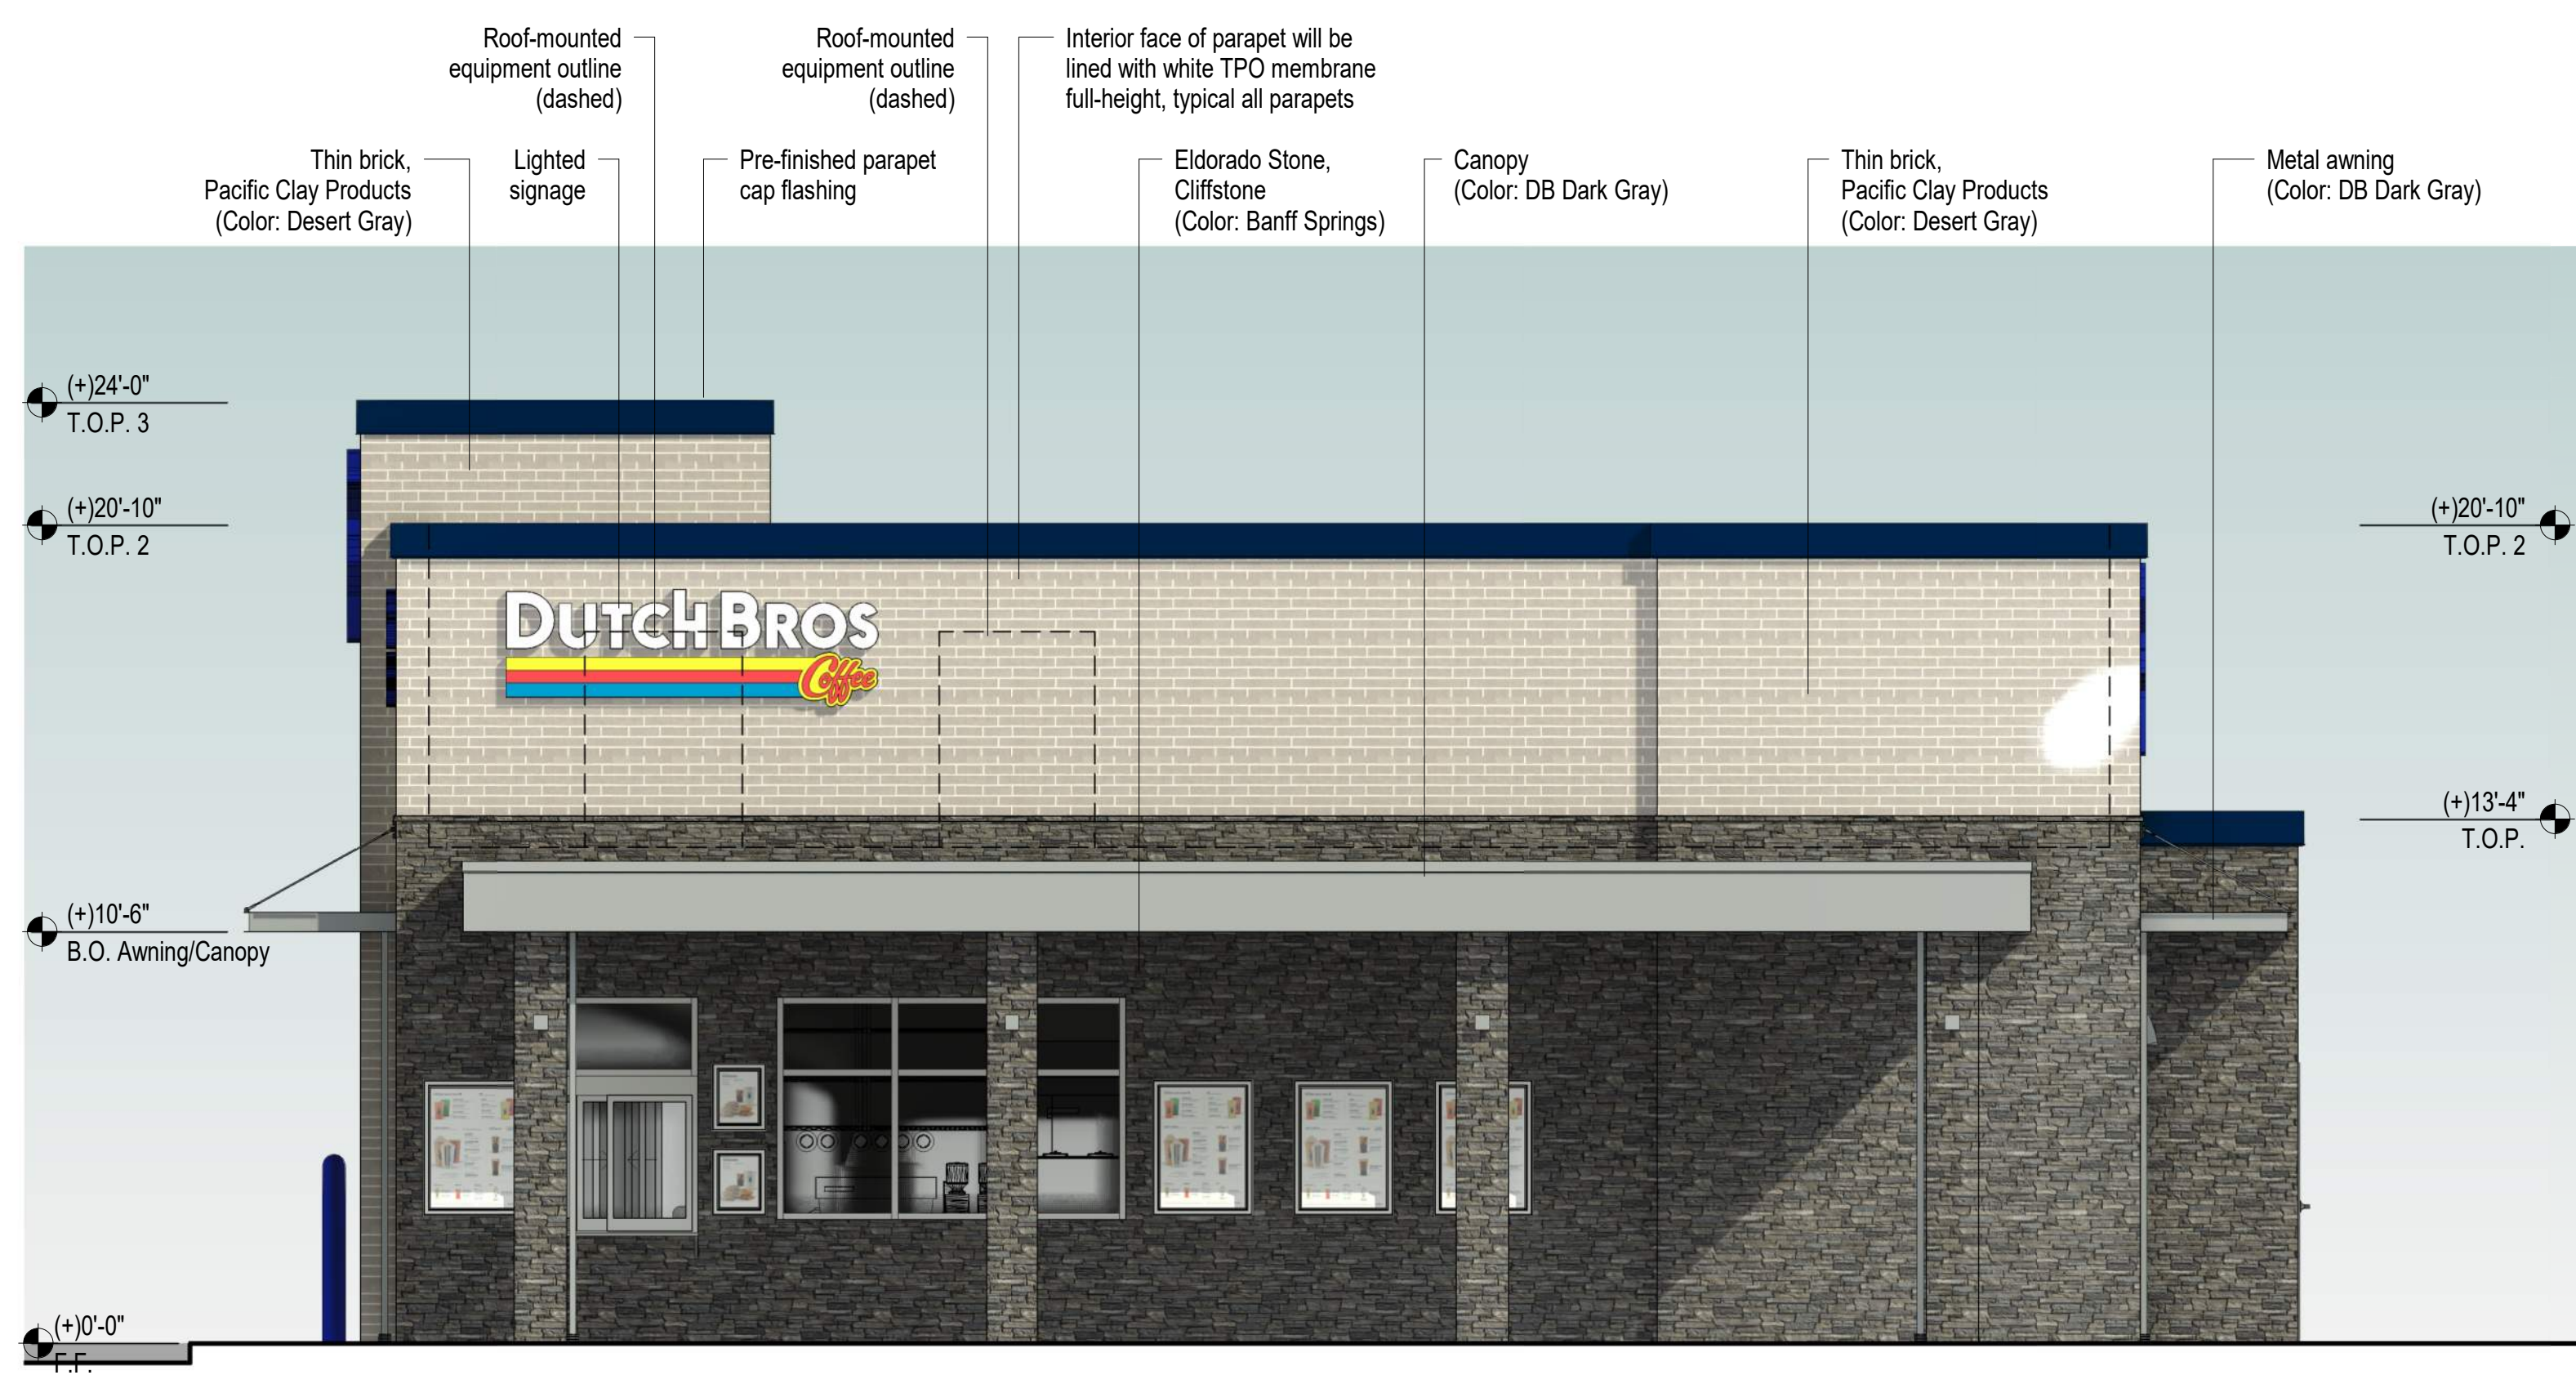 Roof-mounted
equipment outline
(dashed)
Roof-mounted
equipment outline
(dashed)
Interior face of parapet will be
lined with white TPO membrane
full-height, typical all parapets
Thin brick,
Pacific Clay Products
(Color: Desert Gray)
Lighted
signage
Pre-finished parapet
cap flashing
Eldorado Stone,
Cliffstone
(Color: Banff Springs)
Canopy
(Color: DB Dark Gray)
Thin brick,
Pacific Clay Products
(Color: Desert Gray)
Metal awning
(Color: DB Dark Gray)
(+)24'-0"
T.O.P. 3
(+)20'-10"
T.O.P. 2
(+)20'-10"
T.O.P. 2
DUTCH BROS
Coffee
(+)13'-4"
T.O.P.
(+)10'-6"
B.O. Awning/Canopy
(+)0'-0"
F.F.